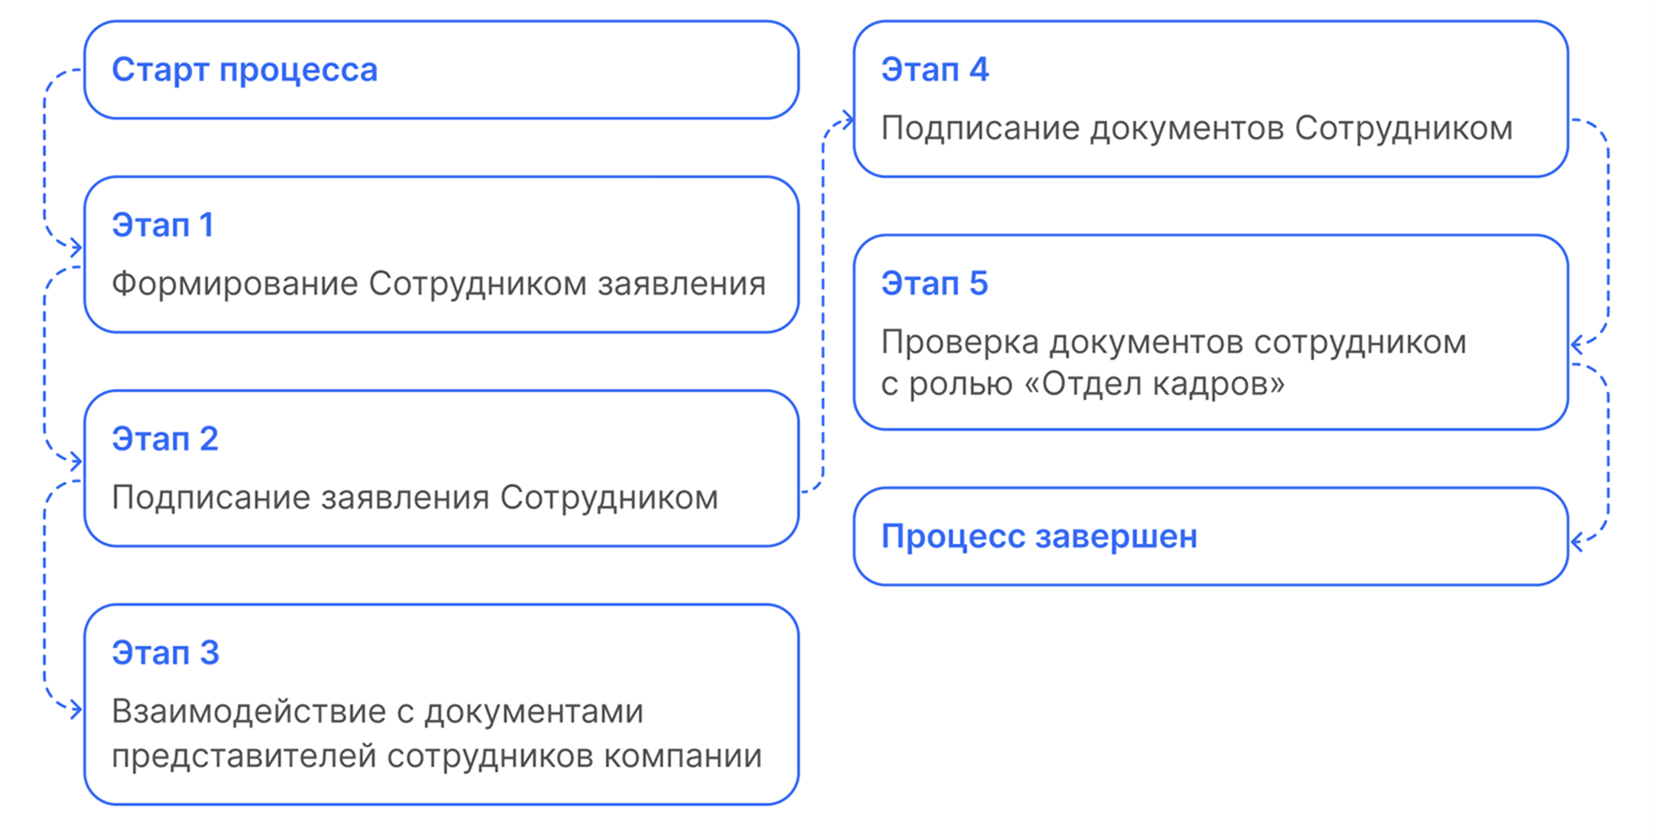 Старт процесса
Этап 1
Формирование Сотрудником заявления
Этап 2
Подписание заявления Сотрудником
Этап 3
Взаимодействие с документами
представителей сотрудников компании
Этап 4
Подписание документов Сотрудником
Этап 5
Проверка документов сотрудником
с ролью «Отдел кадров»
Процесс завершен